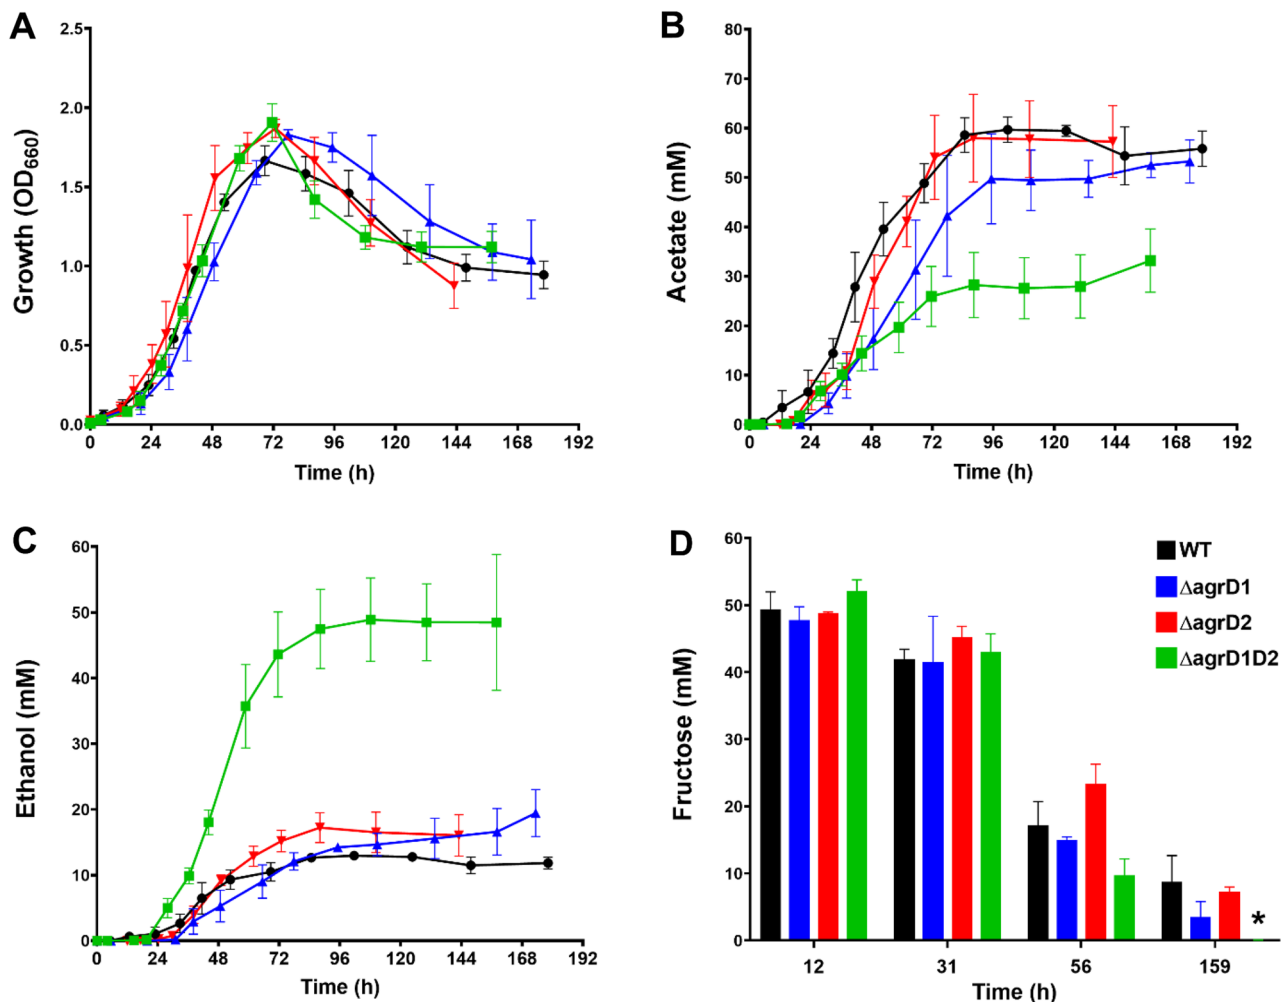 A
Growth (OD660)
2.5
2.0
1.5
1.0
0.5
0.0
0 24 48 72 96 120 144 168 192
Time (h)
B
Acetate (mM)
80
70
60
50
40
30
20
10
0
0 24 48 72 96 120 144 168 192
Time (h)
C
Ethanol (mM)
60
50
40
30
20
10
0
0 24 48 72 96 120 144 168 192
Time (h)
D
Fructose (mM)
60
50
40
30
20
10
0
12 31 56 159
Time (h)
WT
ΔagrD1
ΔagrD2
ΔagrD1D2
*